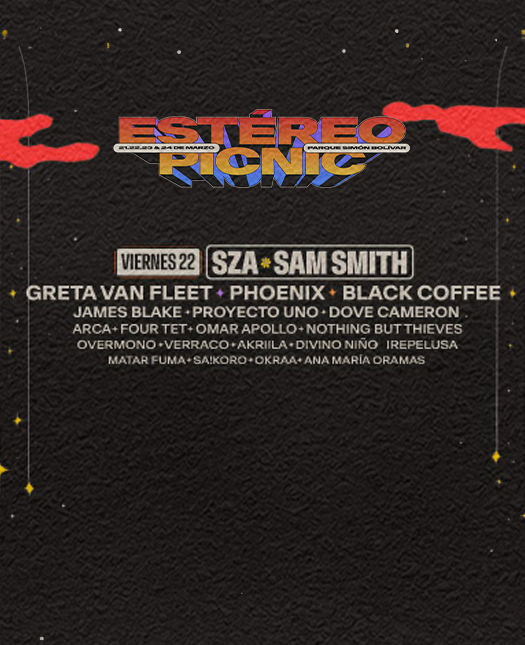 ESTÉREO
21.22.23 & 24 DE MARZO PARQUE SIMÓN BOLÍVAR
PICNIC
VIERNES 22 SZA SAM SMITH
GRETA VAN FLEET PHOENIX BLACK COFFEE
JAMES BLAKE PROYECTO UNO DOVE CAMERON
ARCA FOUR TET OMAR APOLLO NOTHING BUT THIEVES
OVERMONO VERRACO AKRIILA DIVINO NIÑO IREPELUSA
MATAR FUMA SA!KORO OKRAA ANA MARÍA ORAMAS